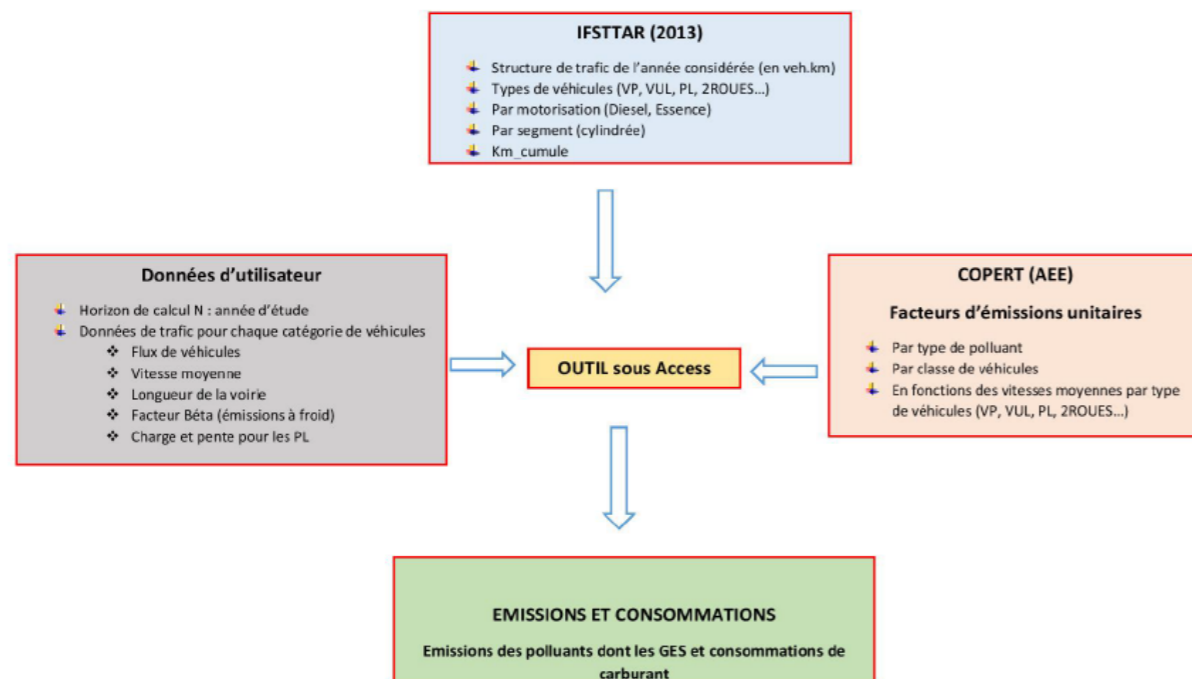 IFSTTAR (2013)
Structure de trafic de l'année considérée (en veh.km)
Types de véhicules (VP, VUL, PL, 2ROUES...)
Par motorisation (Diesel, Essence)
Par segment (cylindrée)
Km_cumule
Données d'utilisateur
Horizon de calcul N : année d'étude
Données de trafic pour chaque catégorie de véhicules
Flux de véhicules
Vitesse moyenne
Longueur de la voirie
Facteur Béta (émissions à froid)
Charge et pente pour les PL
OUTIL sous Access
COPERT (AEE)
Facteurs d'émissions unitaires
Par type de polluant
Par classe de véhicules
En fonctions des vitesses moyennes par type
de véhicules (VP, VUL, PL, 2ROUES...)
EMISSIONS ET CONSOMMATIONS
Emissions des polluants dont les GES et consommations de
carburant